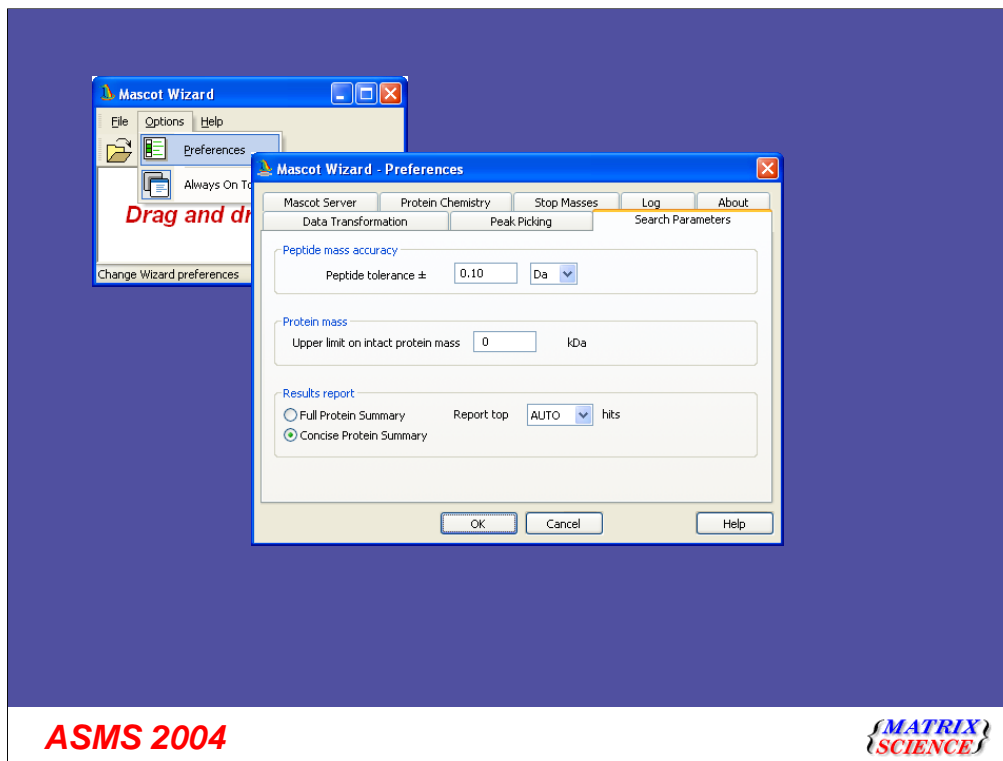 Mascot Wizard
File Options Help
Preferences
Always On To
Drag and dr
Change Wizard preferences
Mascot Wizard - Preferences
Mascot Server Protein Chemistry Stop Masses Log About
Data Transformation Peak Picking Search Parameters
Peptide mass accuracy
Peptide tolerance ± 0.10 Da
Protein mass
Upper limit on intact protein mass 0 kDa
Results report
Full Protein Summary Report top AUTO hits
Concise Protein Summary
OK Cancel Help
ASMS 2004
{MATRIX
SCIENCE}